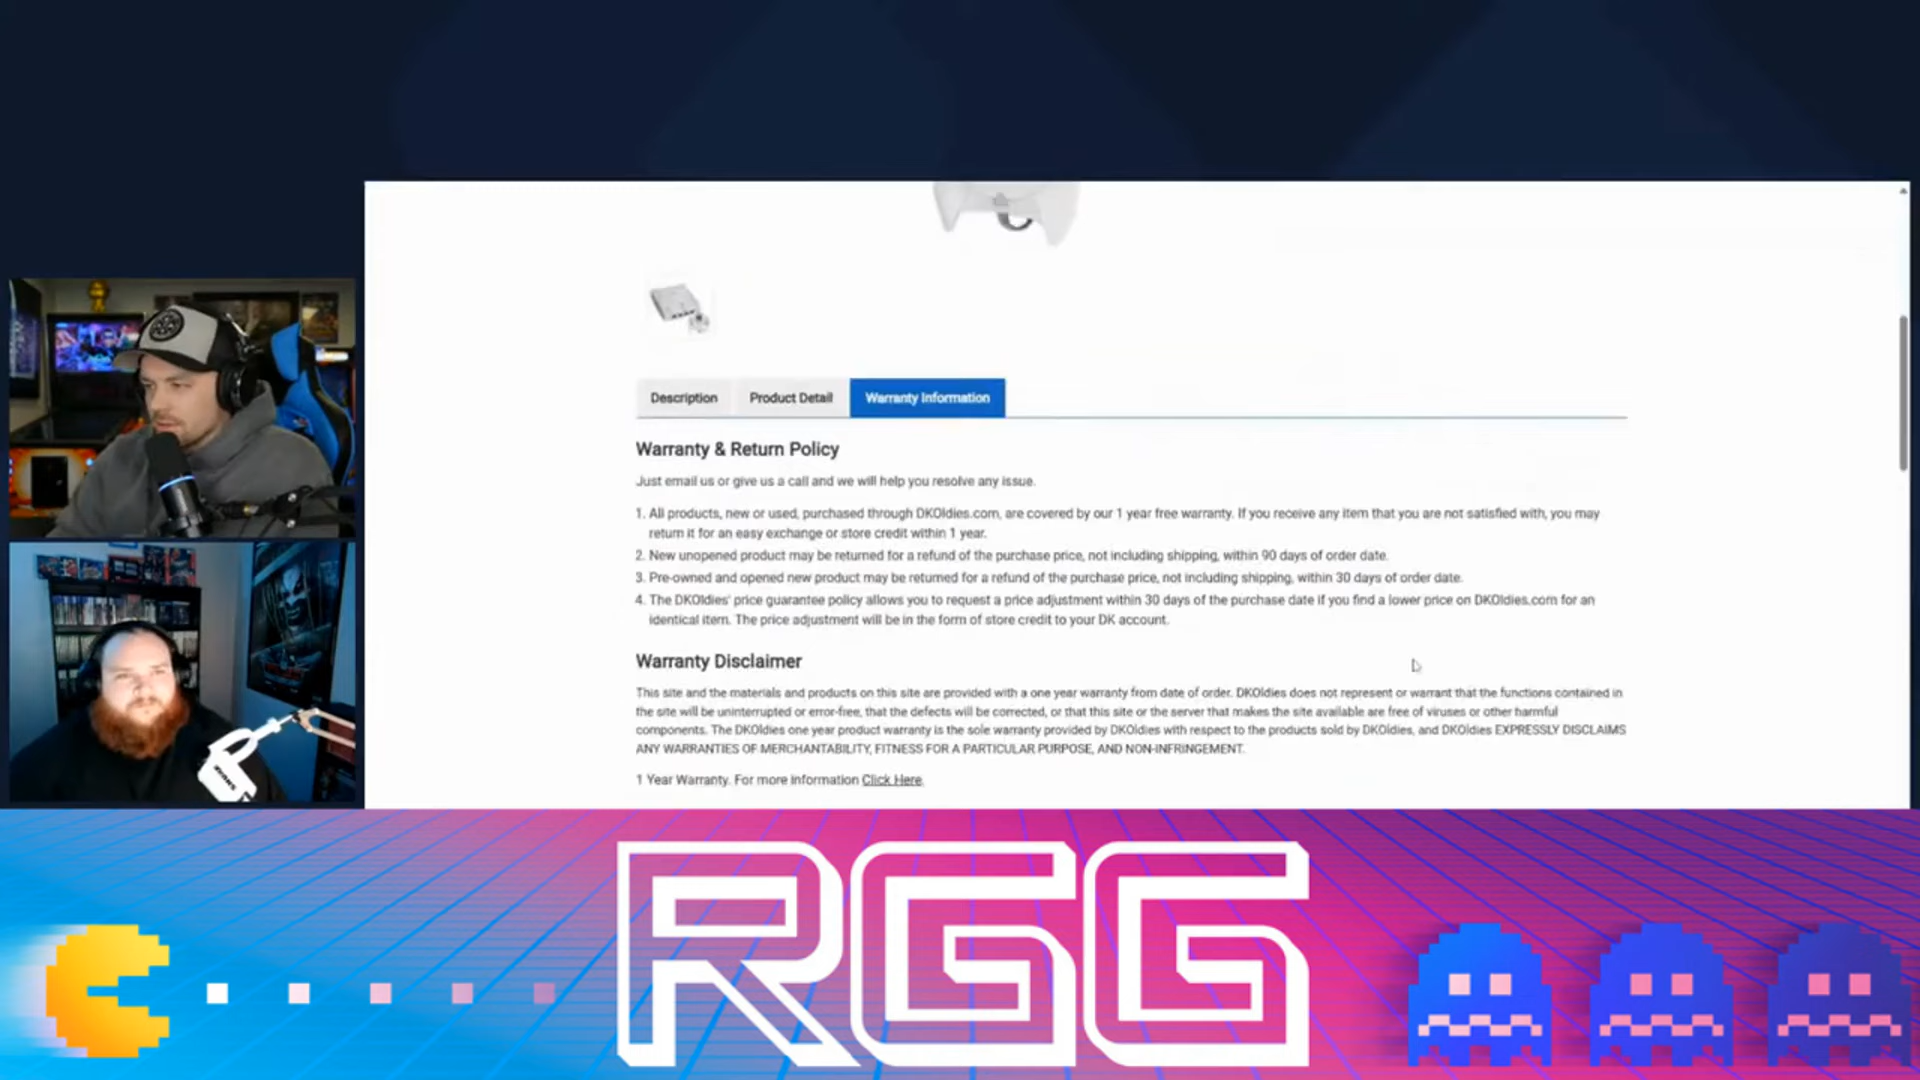 Description Product Detail Warranty Information
Warranty & Return Policy
Just email us or give us a call and we will help you resolve any issue.
1. All products, new or used, purchased through DKOldies.com, are covered by our 1 year free warranty. If you receive any item that you are not satisfied with, you may
return it for an easy exchange or store credit within 1 year.
2. New unopened product may be returned for a refund of the purchase price, not including shipping, within 90 days of order date.
3. Pre-owned and opened new product may be returned for a refund of the purchase price, not including shipping, within 30 days of order date.
4. The DKOldies' price guarantee policy allows you to request a price adjustment within 30 days of the purchase date if you find a lower price on DKOldies.com for an
identical item. The price adjustment will be in the form of store credit to your DK account.
Warranty Disclaimer
This site and the materials and products on this site are provided with a one year warranty from date of order. DKOldies does not represent or warrant that the functions contained in
the site will be uninterrupted or error-free, that the defects will be corrected, or that this site or the server that makes the site available are free of viruses or other harmful
components. The DKOldies one year product warranty is the sole warranty provided by DKOldies with respect to the products sold by DKOldies, and DKOldies EXPRESSLY DISCLAIMS
ANY WARRANTIES OF MERCHANTABILITY, FITNESS FOR A PARTICULAR PURPOSE, AND NON-INFRINGEMENT.
1 Year Warranty. For more information Click Here.
RGG